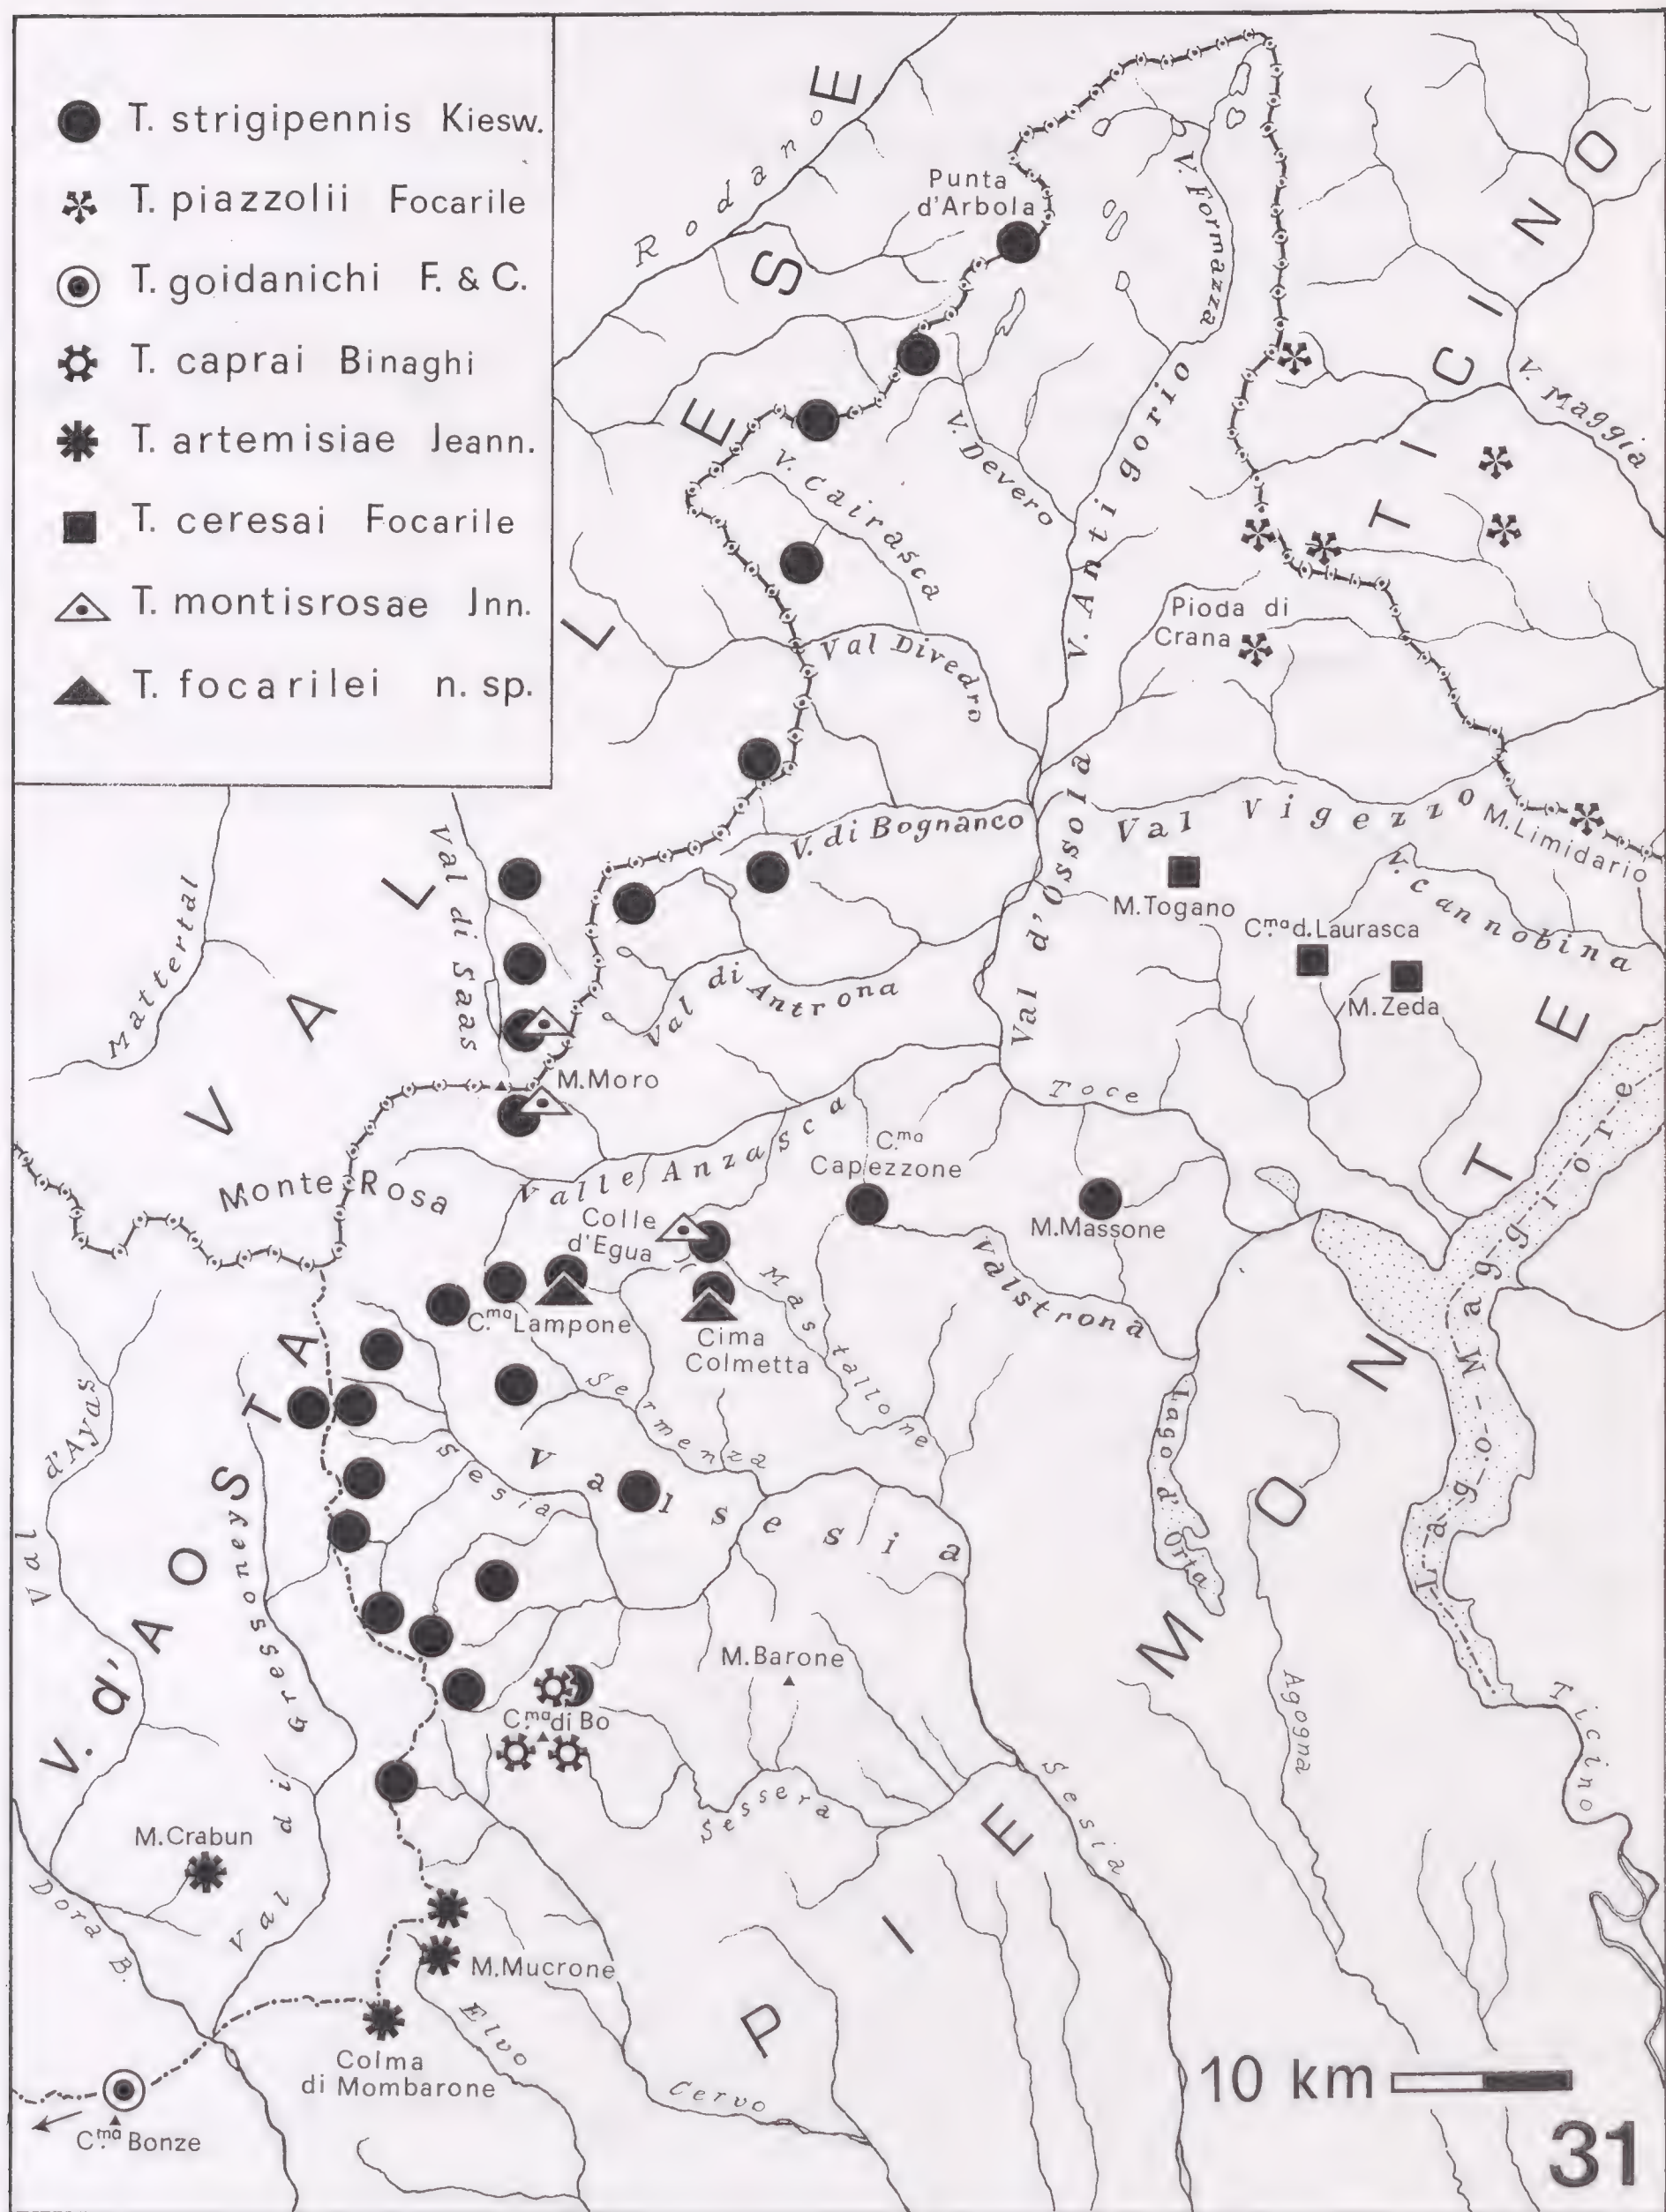 T. strigipennis Kiesw.
T. piazzolii Focarile
T. goidanichi F. & C.
T. caprai Binaghi
T. artemisiae Jeann.
T. ceresai Focarile
T. montisrosae Jnn.
T. focarilei n. sp.
Rodano
VALLESE
Punta
d'Arbola
V. Formazza
TICINO
V. Maggia
V. Devero
V. Cairasca
V. Antigorio
Val Divedro
Pioda di
Crana
Val Vigezzo
M.Limidario
V. di Bognanco
Val d'Ossola
M.Togano
C.ma d. Laurasca
V. Cannobina
M.Zeda
Val di Saas
Mattertal
Val di Antrona
M.Moro
Toce
Monte Rosa
Valle Anzasca
C.ma
Capezzone
M.Massone
Colle
d'Egua
Mastallone
Valstrona
C.ma Lampone
Cima
Colmetta
Sermenza
Sesia
Valsesia
Lago d'Orta
Lago Maggiore
PIEMONTE
V. d'AOSTA
Val d'Ayas
Val di Gressoney
M.Barone
C.ma di Bo
Sessera
Sesia
Agogna
Ticino
M.Crabun
Dora B.
M.Mucrone
Elvo
Colma
di Mombarone
Cervo
C.ma Bonze
10 km
31